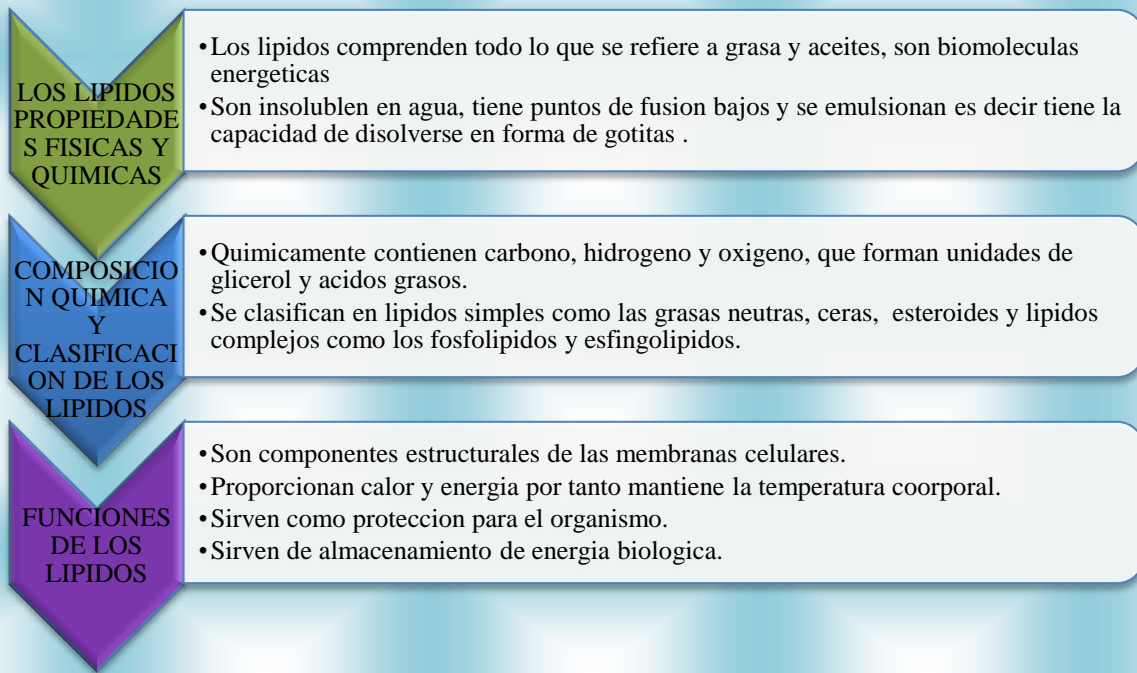 LOS LIPIDOS
PROPIEDADE
S FISICAS Y
QUIMICAS
•Los lipidos comprenden todo lo que se refiere a grasa y aceites, son biomoleculas
energeticas
•Son insolublen en agua, tiene puntos de fusion bajos y se emulsionan es decir tiene la
capacidad de disolverse en forma de gotitas .
COMPOSICIO
N QUIMICA
Y
CLASIFICACI
ON DE LOS
LIPIDOS
•Quimicamente contienen carbono, hidrogeno y oxigeno, que forman unidades de
glicerol y acidos grasos.
•Se clasifican en lipidos simples como las grasas neutras, ceras,  esteroides y lipidos
complejos como los fosfolipidos y esfingolipidos.
FUNCIONES
DE LOS
LIPIDOS
•Son componentes estructurales de las membranas celulares.
•Proporcionan calor y energia por tanto mantiene la temperatura coorporal.
•Sirven como proteccion para el organismo.
•Sirven de almacenamiento de energia biologica.